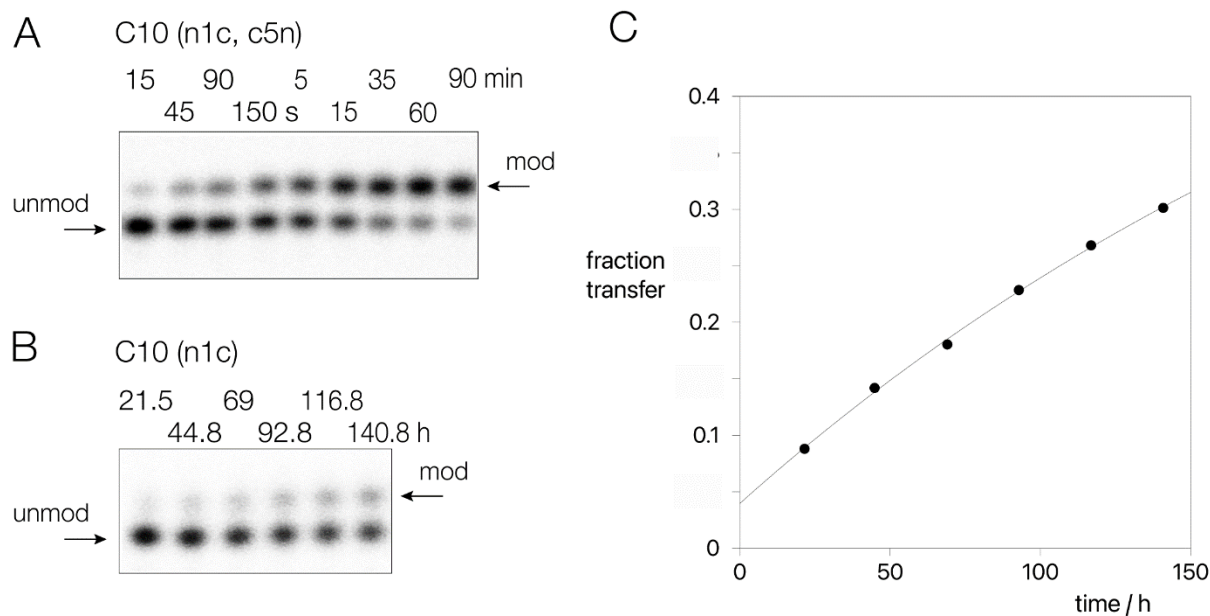 A
C10 (n1c, c5n)
15 90 5 35 90 min
45 150 s 15 60
mod
unmod
B
C10 (n1c)
21.5 69 116.8
44.8 92.8 140.8 h
mod
unmod
C
0.4
0.3
fraction
transfer
0.2
0.1
0
0 50 100 150
time / h